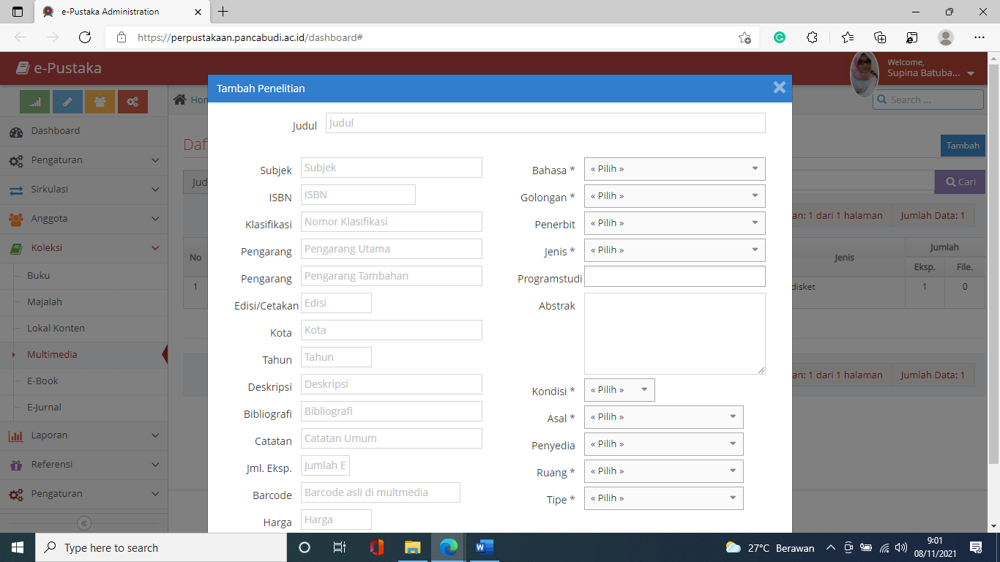 e-Pustaka Administration
https://perpustakaan.pancabudi.ac.id/dashboard#
e-Pustaka
Welcome,
Supina Batuba...
Search ...
Tambah Penelitian
Judul Judul
Subjek Subjek
ISBN ISBN
Klasifikasi Nomor Klasifikasi
Pengarang Pengarang Utama
Pengarang Pengarang Tambahan
Edisi/Cetakan Edisi
Kota Kota
Tahun Tahun
Deskripsi Deskripsi
Bibliografi Bibliografi
Catatan Catatan Umum
Jml. Eksp. Jumlah E
Barcode Barcode asli di multmedia
Harga Harga
Bahasa * « Pilih »
Golongan * « Pilih »
Penerbit « Pilih »
Jenis * « Pilih »
Programstudi
Abstrak
Kondisi * « Pilih »
Asal * « Pilih »
Penyedia « Pilih »
Ruang * « Pilih »
Tipe * « Pilih »
Dashboard
Pengaturan
Sirkulasi
Anggota
Koleksi
Buku
Majalah
Lokal Konten
Multimedia
E-Book
E-Jurnal
Laporan
Referensi
Pengaturan
Hon
Daf
Tambah
Jud
Cari
an: 1 dari 1 halaman Jumlah Data: 1
No Jenis Jumlah
Eksp. File.
1 disket 1 0
an: 1 dari 1 halaman Jumlah Data: 1
Type here to search
27°C Berawan
9:01
08/11/2021